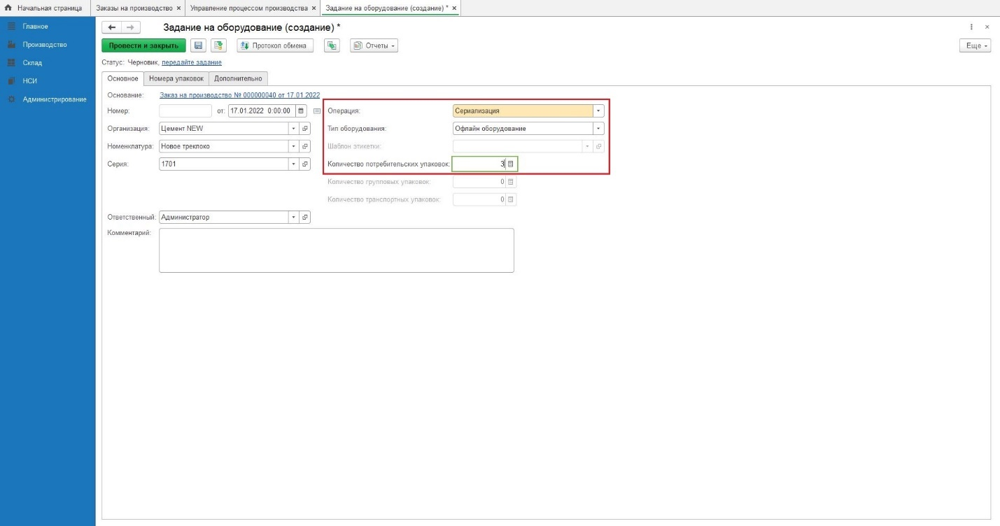 Начальная страница
Заказы на производство ×
Управление процессом производства ×
Задание на оборудование (создание) * ×
Главное
Производство
Склад
НСИ
Администрирование
Задание на оборудование (создание) *
Провести и закрыть
Протокол обмена
Отчеты
Еще
Статус: Черновик, передайте задание
Основное
Номера упаковок
Дополнительно
Основание: Заказ на производство № 000000040 от 17.01.2022
Номер: от: 17.01.2022 0:00:00
Операция: Сериализация
Организация: Цемент NEW
Тип оборудования: Офлайн оборудование
Номенклатура: Новое треклоко
Шаблон этикетки:
Серия: 1701
Количество потребительских упаковок: 3
Количество групповых упаковок: 0
Количество транспортных упаковок: 0
Ответственный: Администратор
Комментарий: